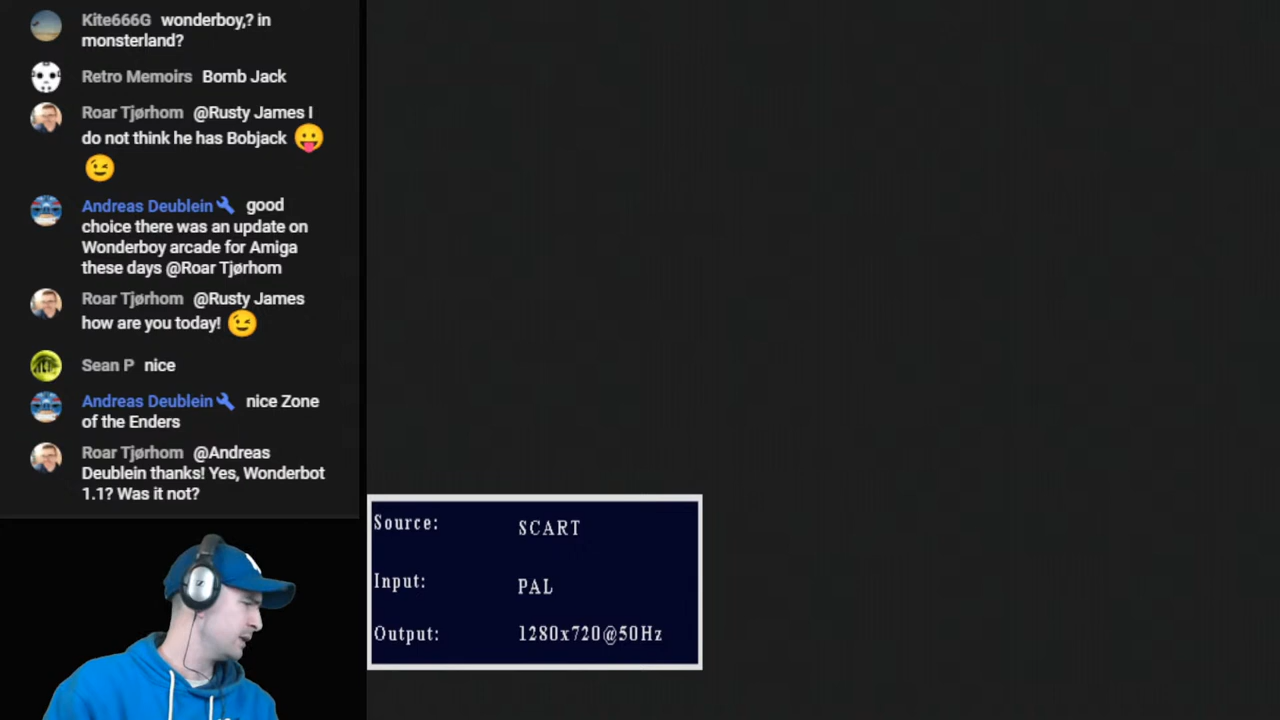 Kite666G wonderboy,? in
monsterland?
Retro Memoirs Bomb Jack
Roar Tjørhom @Rusty James I
do not think he has Bobjack 😛
😉
Andreas Deublein good
choice there was an update on
Wonderboy arcade for Amiga
these days @Roar Tjørhom
Roar Tjørhom @Rusty James
how are you today! 😉
Sean P nice
Andreas Deublein nice Zone
of the Enders
Roar Tjørhom @Andreas
Deublein thanks! Yes, Wonderbot
1.1? Was it not?
Source: SCART
Input: PAL
Output: 1280x720@50Hz